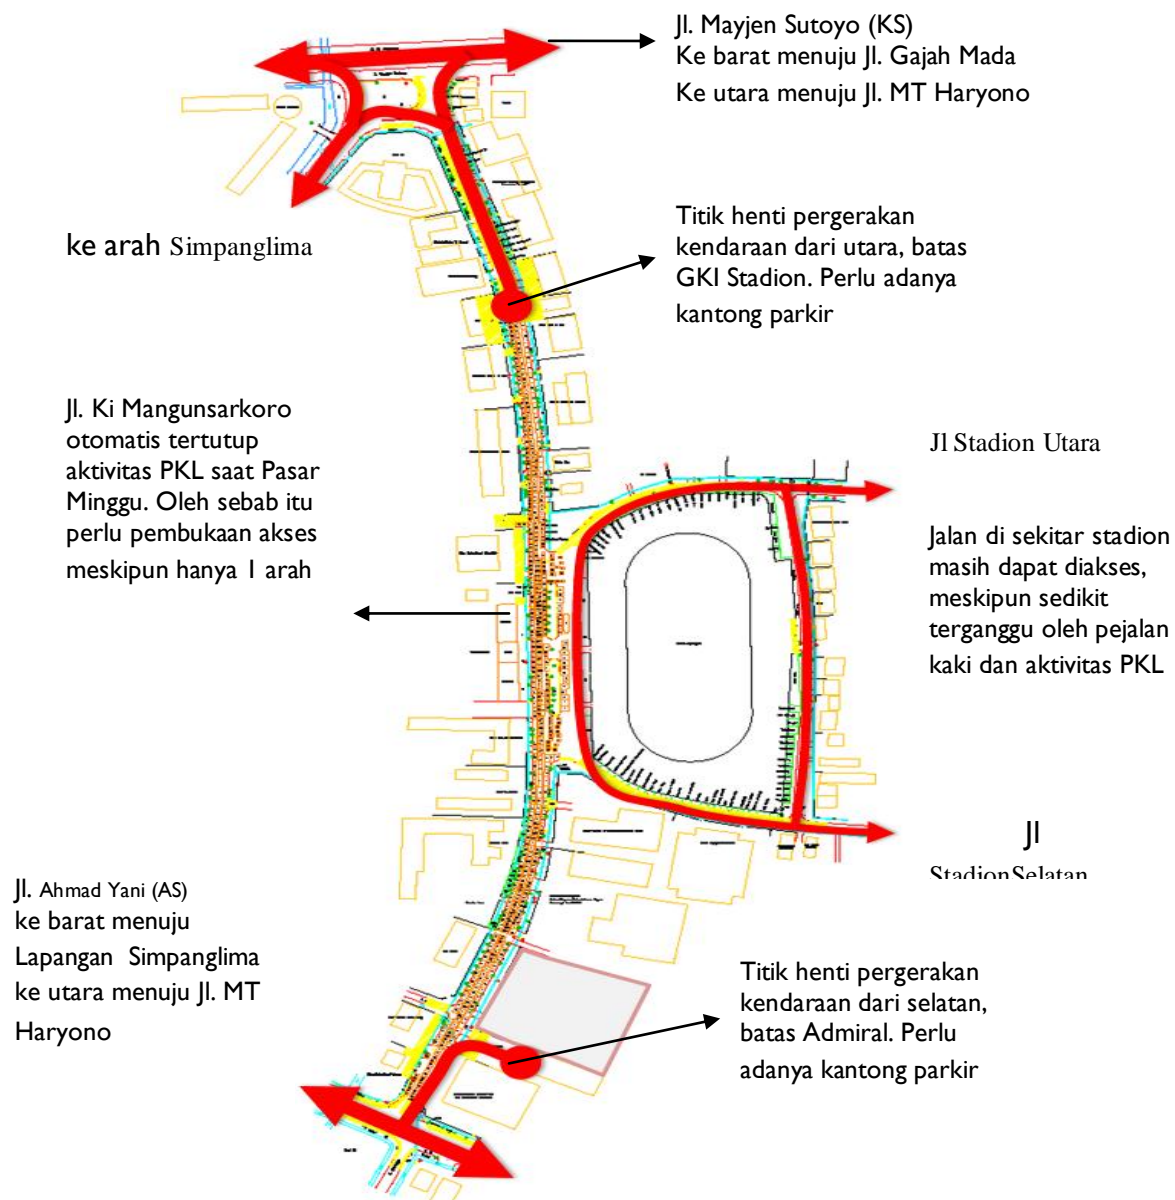 Jl. Mayjen Sutoyo (KS)
Ke barat menuju Jl. Gajah Mada
Ke utara menuju Jl. MT Haryono
Titik henti pergerakan
kendaraan dari utara, batas
GKI Stadion. Perlu adanya
kantong parkir
ke arah Simpanglima
Jl. Ki Mangunsarkoro
otomatis tertutup
aktivitas PKL saat Pasar
Minggu. Oleh sebab itu
perlu pembukaan akses
meskipun hanya 1 arah
Jl Stadion Utara
Jalan di sekitar stadion
masih dapat diakses,
meskipun sedikit
terganggu oleh pejalan
kaki dan aktivitas PKL
Jl
StadionSelatan
Jl. Ahmad Yani (AS)
ke barat menuju
Lapangan Simpanglima
ke utara menuju Jl. MT
Haryono
Titik henti pergerakan
kendaraan dari selatan,
batas Admiral. Perlu
adanya kantong parkir